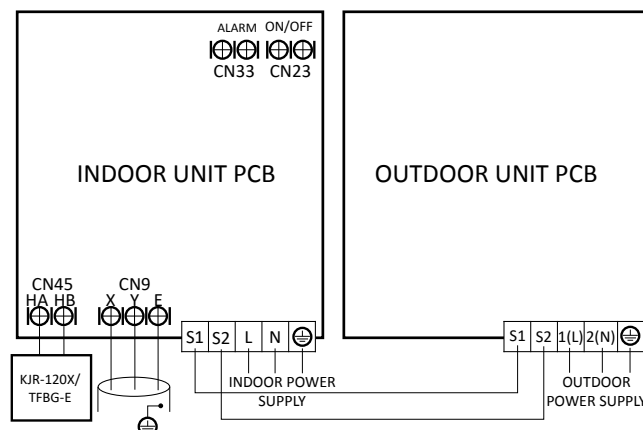 ALARM ON/OFF
CN33 CN23
INDOOR UNIT PCB
OUTDOOR UNIT PCB
CN45 CN9
HA HB X Y E
S1 S2 L N
S1 S2 1(L) 2(N)
KJR-120X/
TFBG-E
INDOOR POWER
SUPPLY
OUTDOOR
POWER SUPPLY